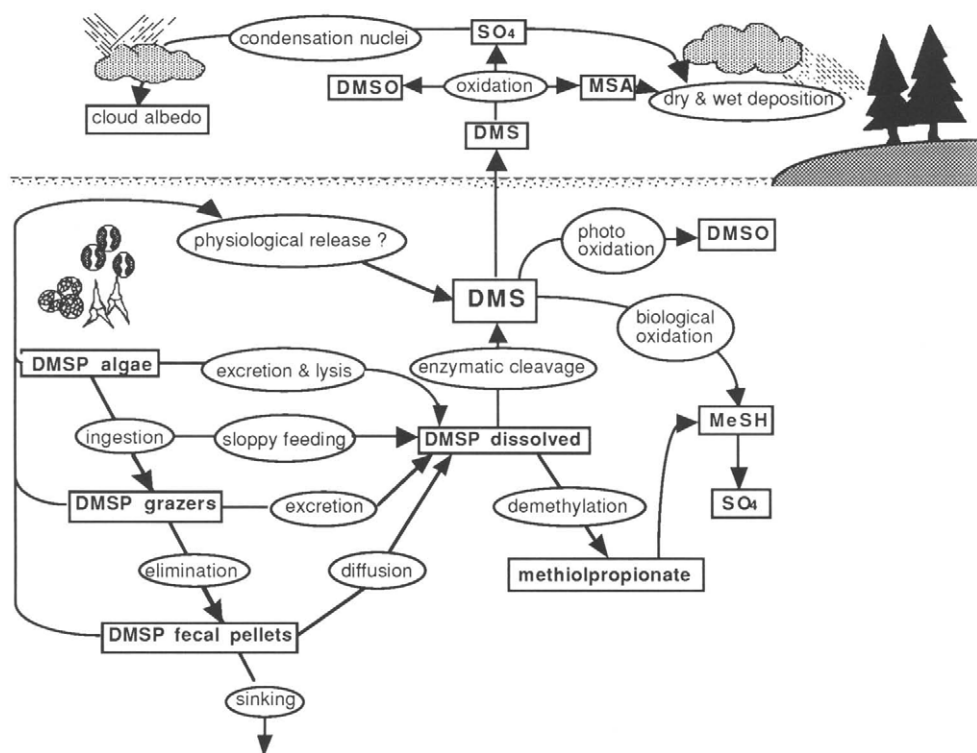 condensation nuclei
SO₄
DMSO
oxidation
MSA
dry & wet deposition
cloud albedo
DMS
physiological release ?
photo
oxidation
DMSO
DMS
biological
oxidation
DMSP algae
excretion & lysis
enzymatic cleavage
ingestion
sloppy feeding
DMSP dissolved
MeSH
DMSP grazers
excretion
demethylation
SO₄
elimination
diffusion
methiolpropionate
DMSP fecal pellets
sinking